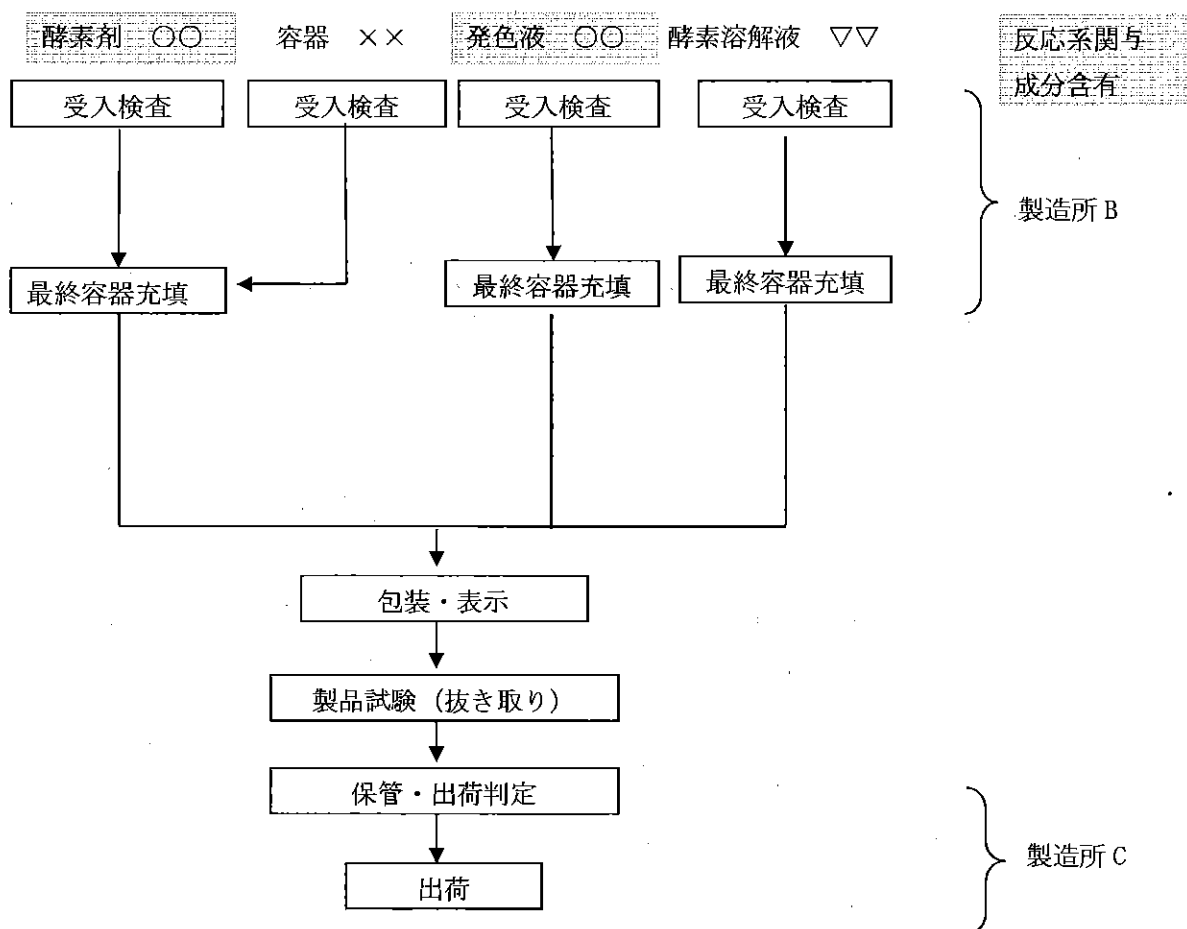 酵素剤 ○○ 容器 ×× 発色液 ○○ 酵素溶解液 ▽▽ 反応系関与
成分含有
受入検査 受入検査 受入検査 受入検査
製造所 B
最終容器充填 最終容器充填 最終容器充填
包装・表示
製品試験（抜き取り）
保管・出荷判定
製造所 C
出荷